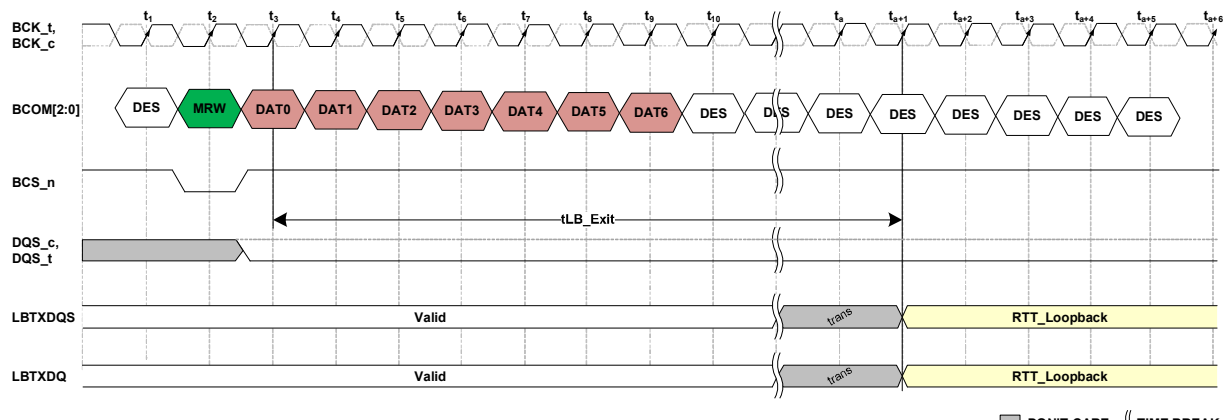 t1 t2 t3 t4 t5 t6 t7 t8 t9 t10 ta ta+1 ta+2 ta+3 ta+4 ta+5 ta+6
BCK_t,
BCK_c
BCOM[2:0] DES MRW DAT0 DAT1 DAT2 DAT3 DAT4 DAT5 DAT6 DES DES DES DES DES DES DES DES
BCS_n
tLB_Exit
DQS_c,
DQS_t
LBTXDQS Valid trans RTT_Loopback
LBTXDQ Valid trans RTT_Loopback